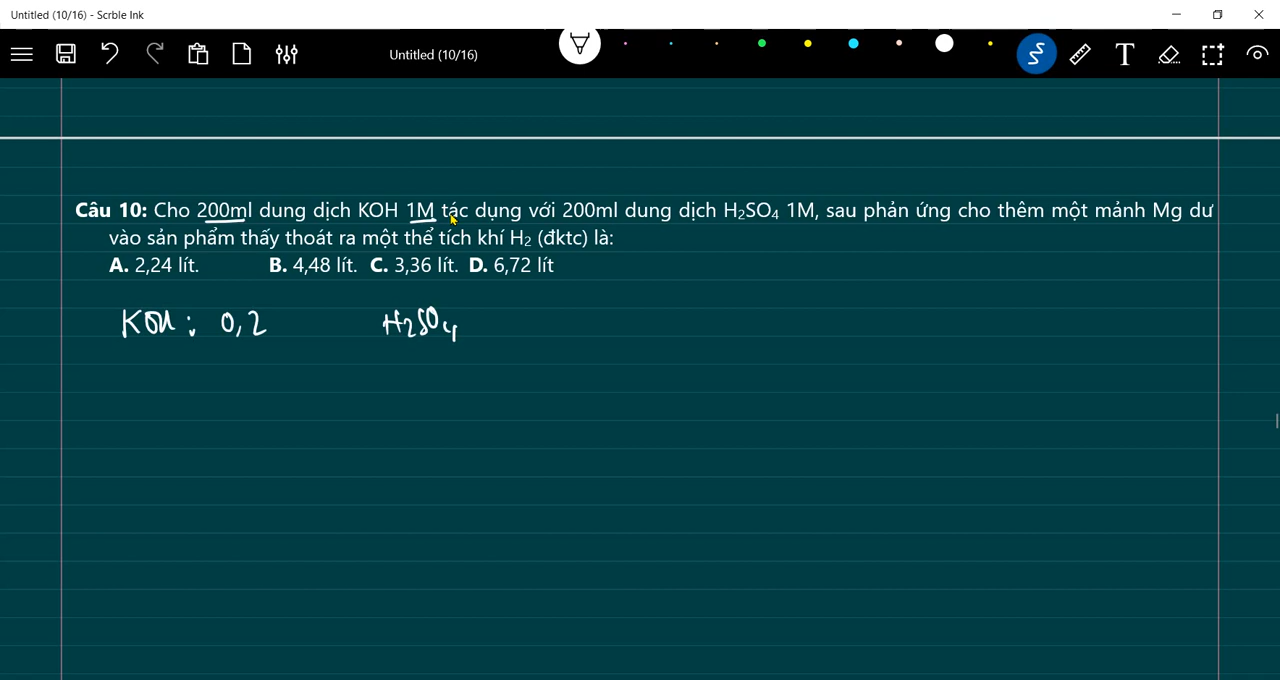 Untitled (10/16) - Scrble Ink
Untitled (10/16)
Câu 10: Cho 200ml dung dịch KOH 1M tác dụng với 200ml dung dịch H₂SO₄ 1M, sau phản ứng cho thêm một mảnh Mg dư
vào sản phẩm thấy thoát ra một thể tích khí H₂ (đktc) là:
A. 2,24 lít. B. 4,48 lít. C. 3,36 lít. D. 6,72 lít
KOH : 0,2 H₂SO₄